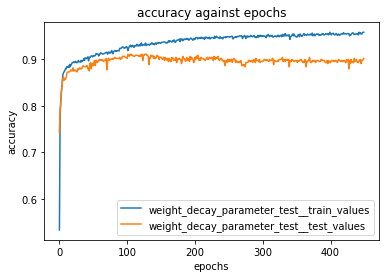 accuracy against epochs
accuracy
0.9
0.8
0.7
0.6
weight_decay_parameter_test__train_values
weight_decay_parameter_test__test_values
0
100
200
300
400
epochs